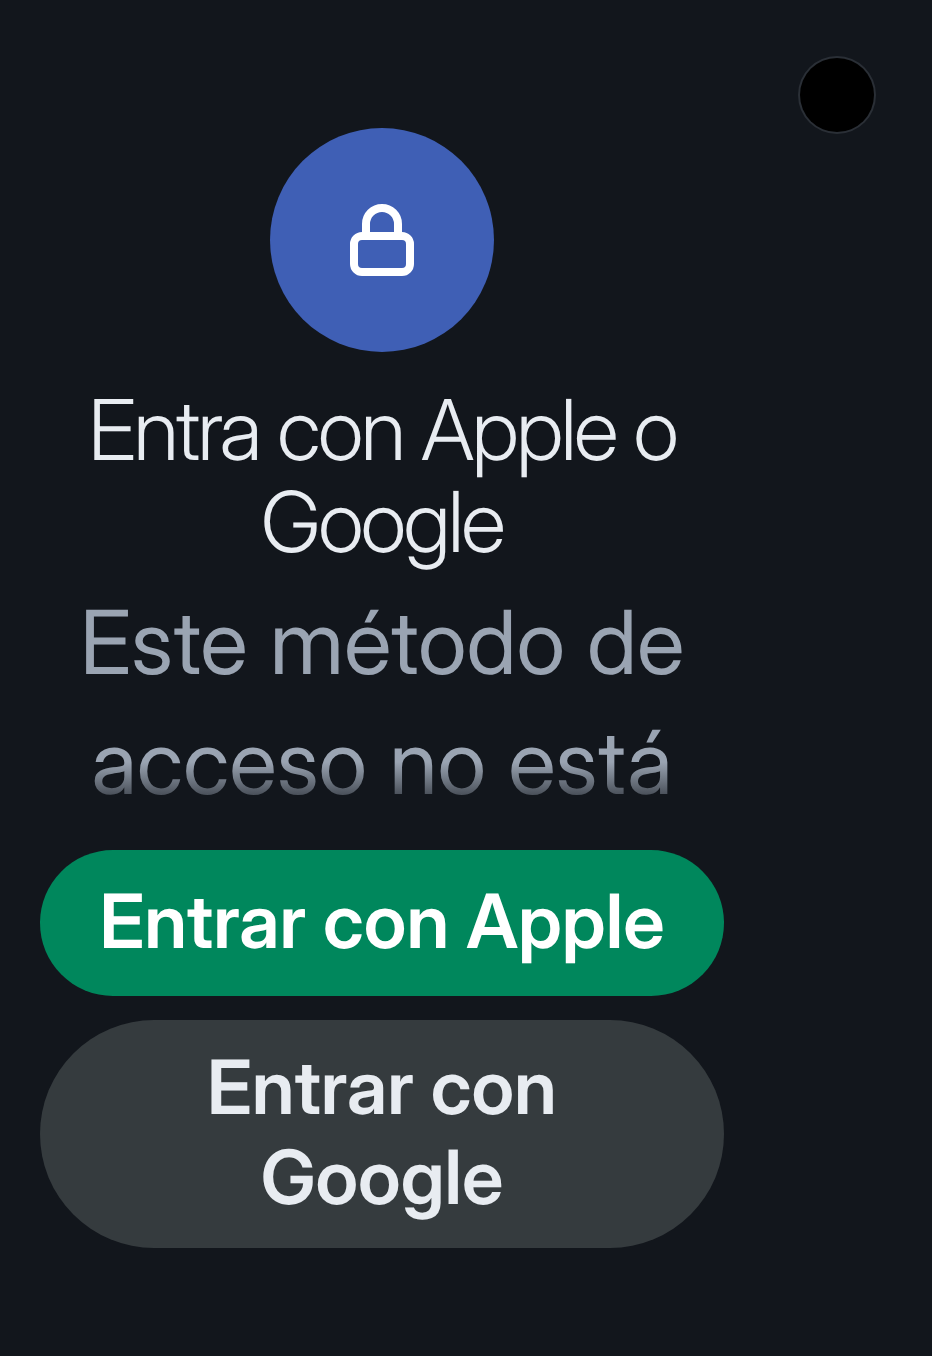 Entra con Apple o
Google
Este método de
acceso no está
Entrar con Apple
Entrar con
Google